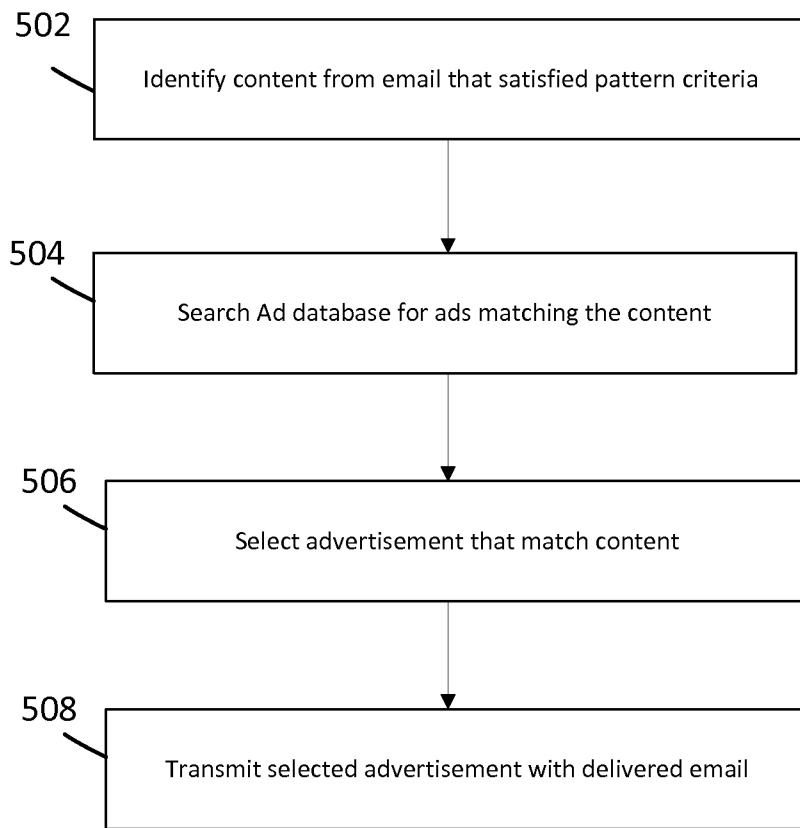 502
Identify content from email that satisfied pattern criteria
504
Search Ad database for ads matching the content
506
Select advertisement that match content
508
Transmit selected advertisement with delivered email